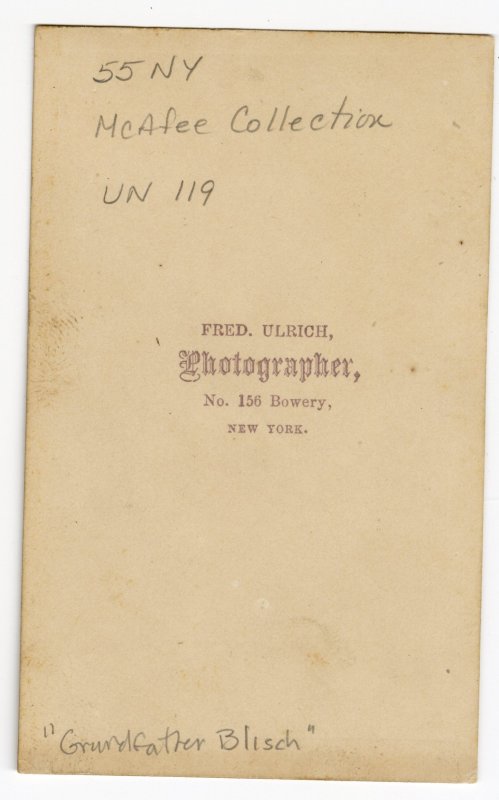 55 NY
McAfee Collection
UN 119
FRED. ULRICH,
Photographer,
No. 156 Bowery,
NEW YORK.
"Grandfather Blisch"